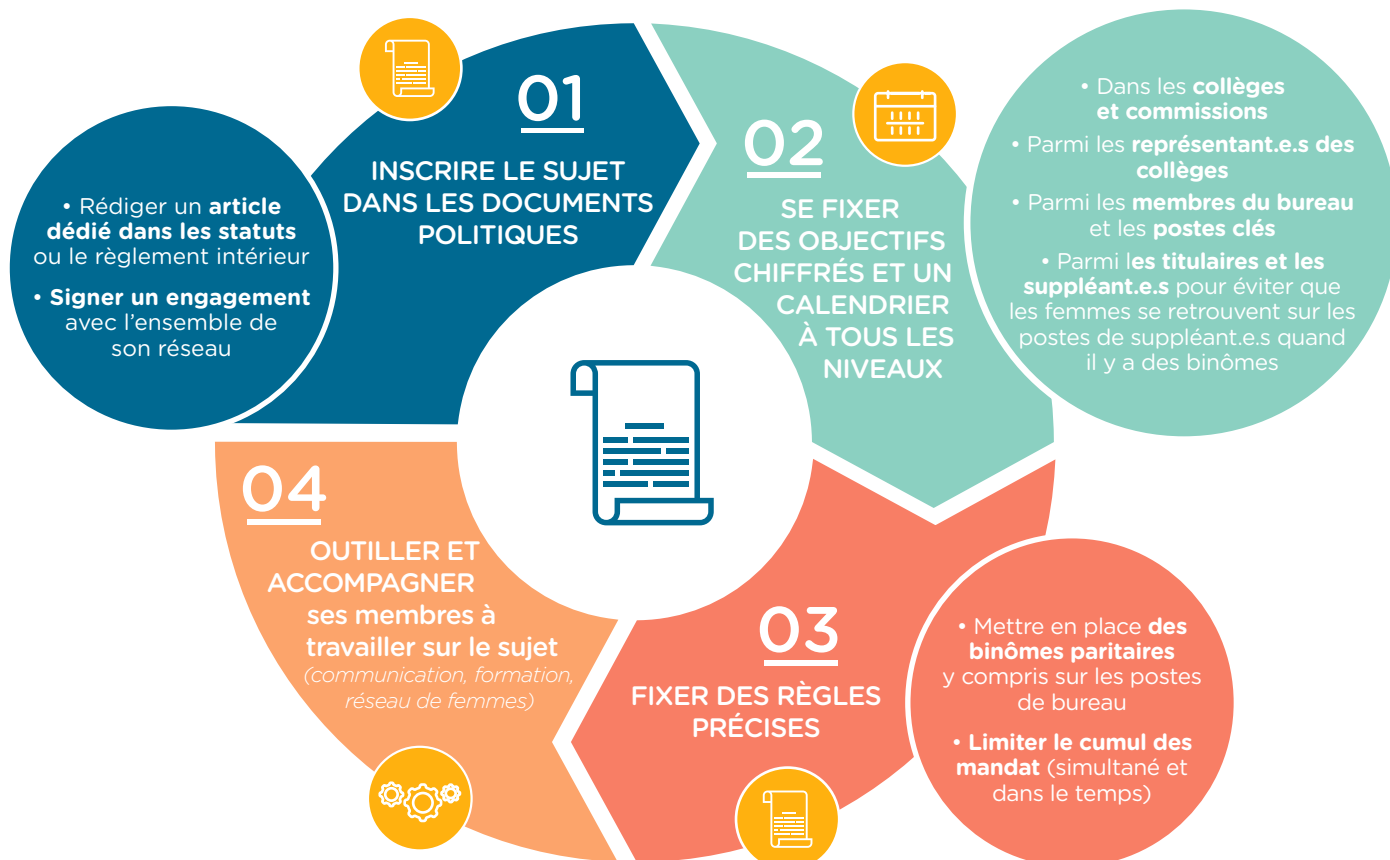 01
INSCRIRE LE SUJET
DANS LES DOCUMENTS
POLITIQUES
• Rédiger un article
dédié dans les statuts
ou le règlement intérieur
• Signer un engagement
avec l'ensemble de
son réseau
02
SE FIXER
DES OBJECTIFS
CHIFFRÉS ET UN
CALENDRIER
À TOUS LES
NIVEAUX
• Dans les collèges
et commissions
• Parmi les représentant.e.s des
collèges
• Parmi les membres du bureau
et les postes clés
• Parmi les titulaires et les
suppléant.e.s pour éviter que
les femmes se retrouvent sur les
postes de suppléant.e.s quand
il y a des binômes
03
FIXER DES RÈGLES
PRÉCISES
• Mettre en place des
binômes paritaires
y compris sur les postes
de bureau
• Limiter le cumul des
mandat (simultané et
dans le temps)
04
OUTILLER ET
ACCOMPAGNER
ses membres à
travailler sur le sujet
(communication, formation,
réseau de femmes)